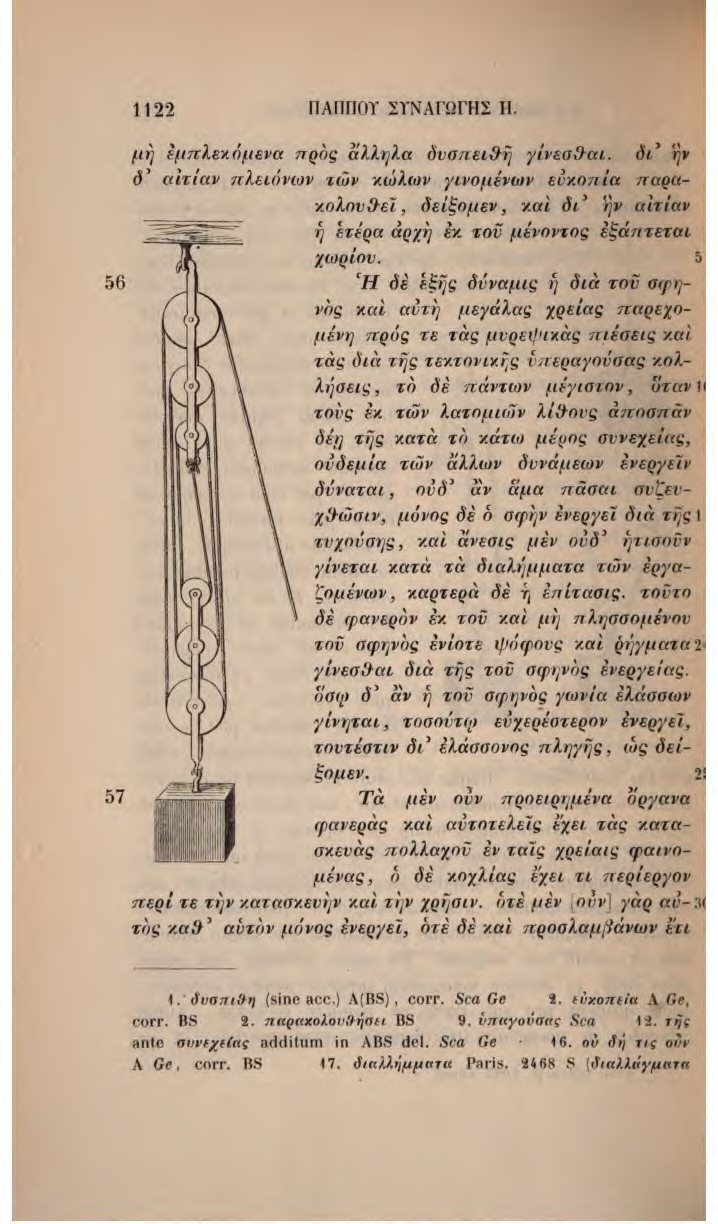 1122 ΠΑΠΠΟΥ ΣΥΝΑΓΩΓΗΣ Η.
μὴ ἐμπλεκόμενα πρὸς ἄλληλα δυσπειθῆ γίνεσθαι. δι' ἣν
δ' αἰτίαν πλειόνων τῶν κώλων γινομένων εὐκοπία παρα-
κολουθεῖ, δείξομεν, καὶ δι' ἣν αἰτίαν
ἡ ἑτέρα ἀρχὴ ἐκ τοῦ μένοντος ἐξάπτεται
χωρίου. 5
56 Ἡ δὲ ἑξῆς δύναμις ἡ διὰ τοῦ σφη-
νὸς καὶ αὐτὴ μεγάλας χρείας παρεχο-
μένη πρός τε τὰς μυρεψικὰς πιέσεις καὶ
τὰς διὰ τῆς τεκτονικῆς ὑπεραγούσας κολ-
λήσεις, τὸ δὲ πάντων μέγιστον, ὅταν
τοὺς ἐκ τῶν λατομιῶν λίθους ἀποσπᾶν
δέῃ τῆς κατὰ τὸ κάτω μέρος συνεχείας,
οὐδεμία τῶν ἄλλων δυνάμεων ἐνεργεῖν
δύναται, οὐδ' ἂν ἅμα πᾶσαι συζευ-
χθῶσιν, μόνος δὲ ὁ σφὴν ἐνεργεῖ διὰ τῆς
τυχούσης, καὶ ἄνεσις μὲν οὐδ' ἡτισοῦν
γίνεται κατὰ τὰ διαλήμματα τῶν ἐργα-
ζομένων, καρτερὰ δὲ ἡ ἐπίτασις. τοῦτο
δὲ φανερὸν ἐκ τοῦ καὶ μὴ πλησσομένου
τοῦ σφηνὸς ἐνίοτε ψόφους καὶ ῥήγματα
γίνεσθαι διὰ τῆς τοῦ σφηνὸς ἐνεργείας.
ὅσῳ δ' ἂν ἡ τοῦ σφηνὸς γωνία ἐλάσσων
γίνηται, τοσούτῳ εὐχερέστερον ἐνεργεῖ,
τουτέστιν δι' ἐλάσσονος πληγῆς, ὡς δεί-
ξομεν.
57 Τὰ μὲν οὖν προειρημένα ὄργανα
φανερὰς καὶ αὐτοτελεῖς ἔχει τὰς κατα-
σκευὰς πολλαχοῦ ἐν ταῖς χρείαις φαινο-
μένας, ὁ δὲ κοχλίας ἔχει τι περίεργον
περί τε τὴν κατασκευὴν καὶ τὴν χρῆσιν. ὁτὲ μὲν [οὖν] γὰρ αὐ-
τὸς καθ' αὑτὸν μόνος ἐνεργεῖ, ὁτὲ δὲ καὶ προσλαμβάνων ἔτι
1. δυσπιθη (sine acc.) A(BS), corr. Sca Ge 2. εὐκοπεία A Ge,
corr. BS 2. παρακολουθήσει BS 9. ὑπαγούσας Sca 12. τῆς
ante συνεχείας additum in ABS del. Sca Ge 16. οὐ δή τις οὖν
A Ge, corr. BS 17. διαλλήμματα Paris. 2468 S (διαλλάγματα